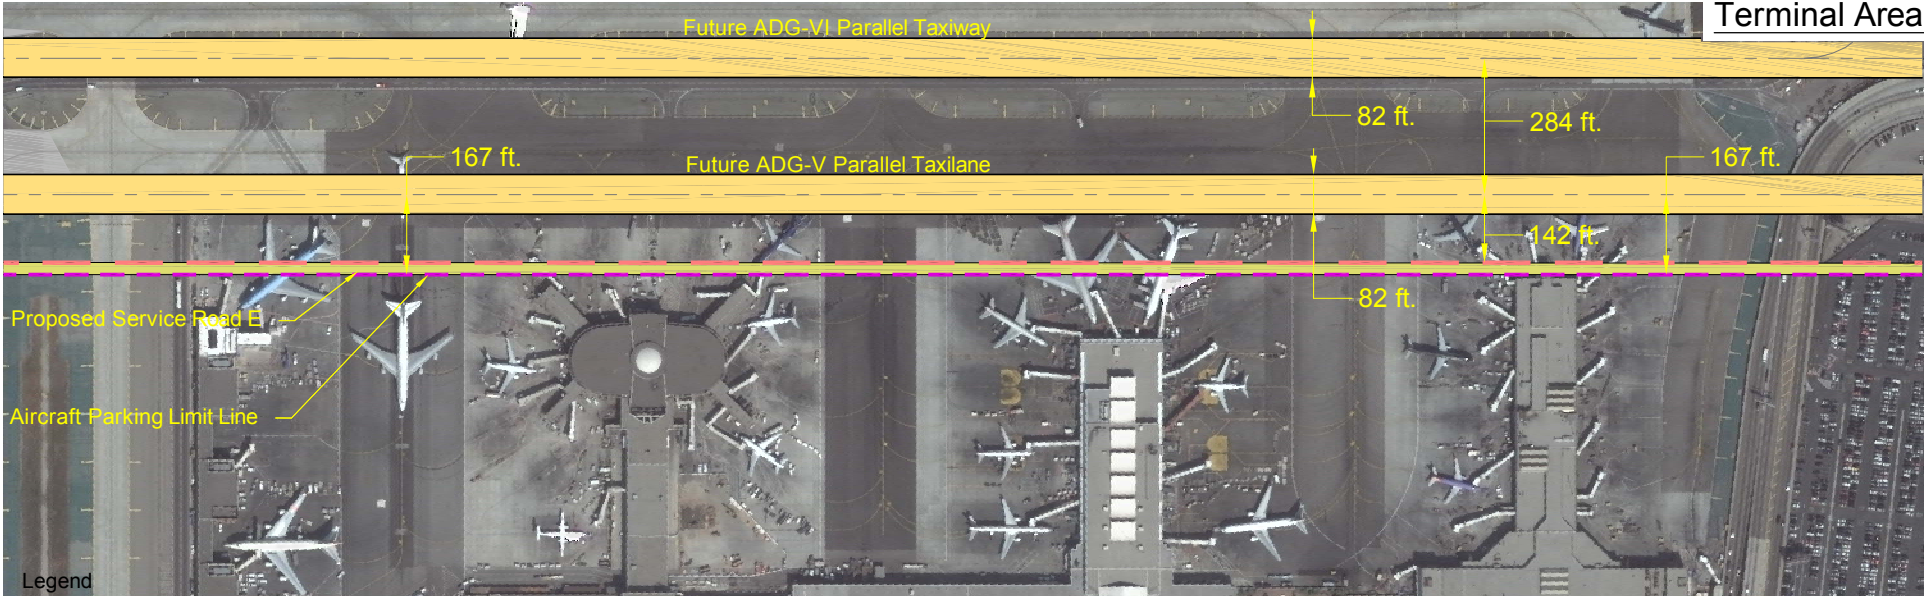 Terminal Area
Future ADG-VI Parallel Taxiway
82 ft.
284 ft.
167 ft.
Future ADG-V Parallel Taxilane
167 ft.
142 ft.
82 ft.
Proposed Service Road E
Aircraft Parking Limit Line
Legend